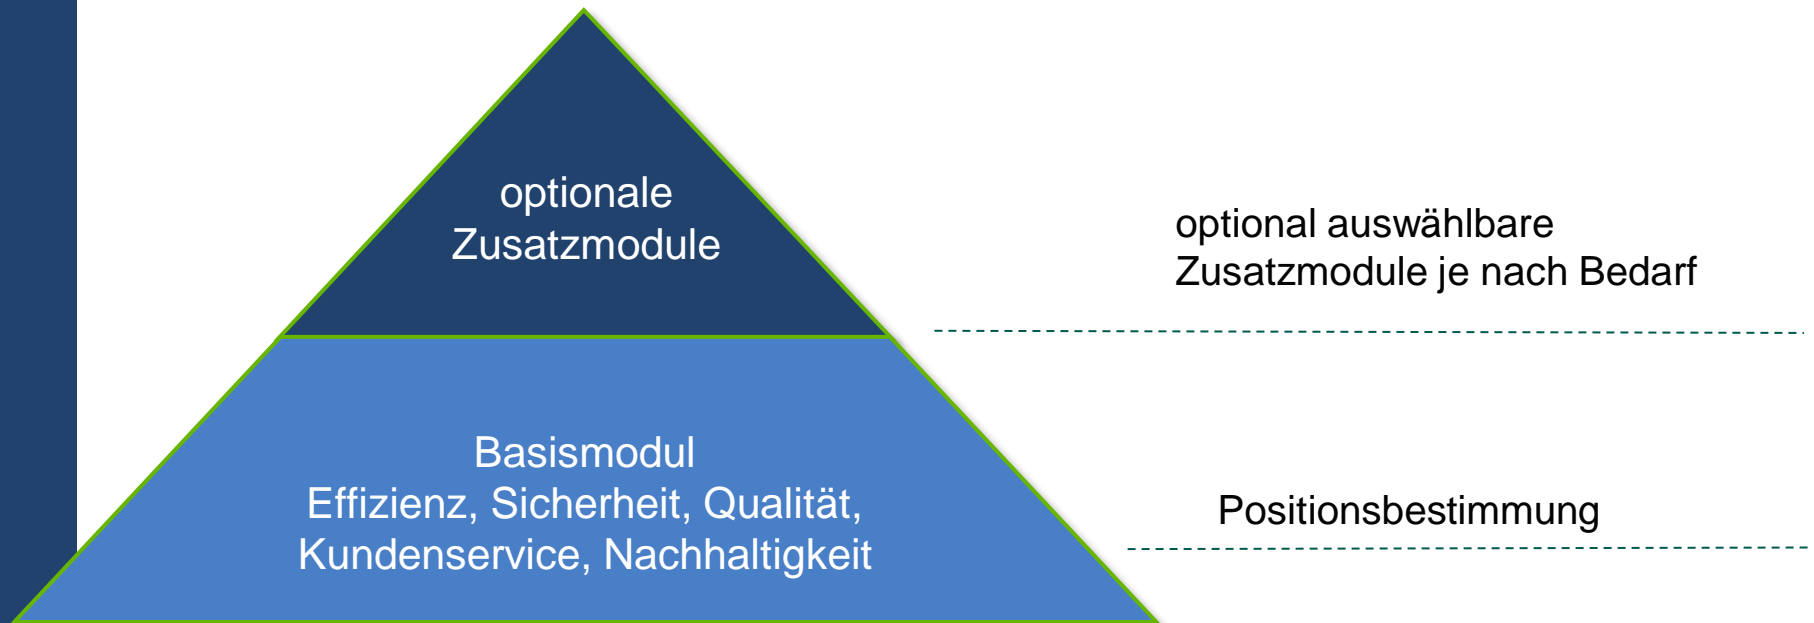 optionale
Zusatzmodule
optional auswählbare
Zusatzmodule je nach Bedarf
Basismodul
Effizienz, Sicherheit, Qualität,
Kundenservice, Nachhaltigkeit
Positionsbestimmung